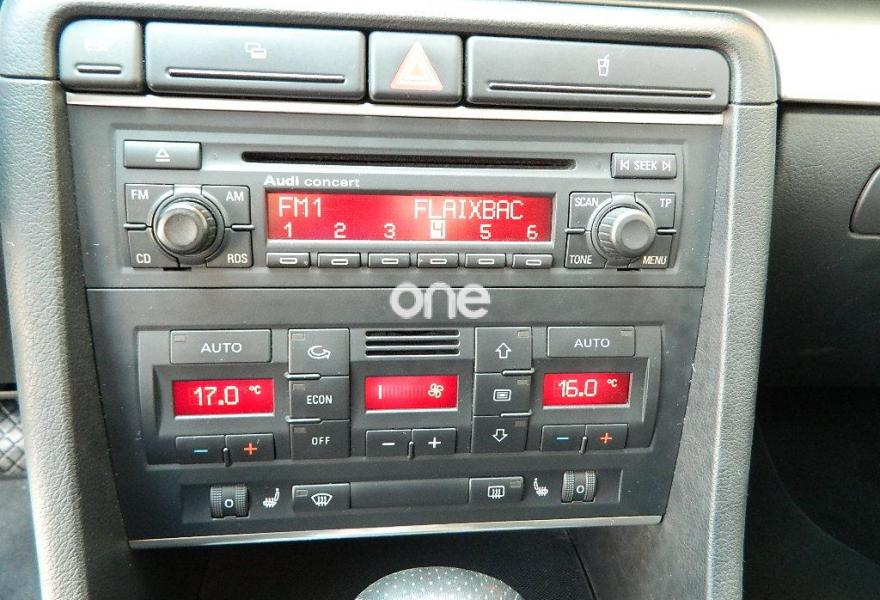 ESP
Audi concert
SEEK
FM AM
CD RDS
FM1 FLAIXBAC
1 2 3 4 5 6
SCAN TP
TONE MENU
one
AUTO AUTO
17.0 °C
ECON
OFF
16.0 °C
O O